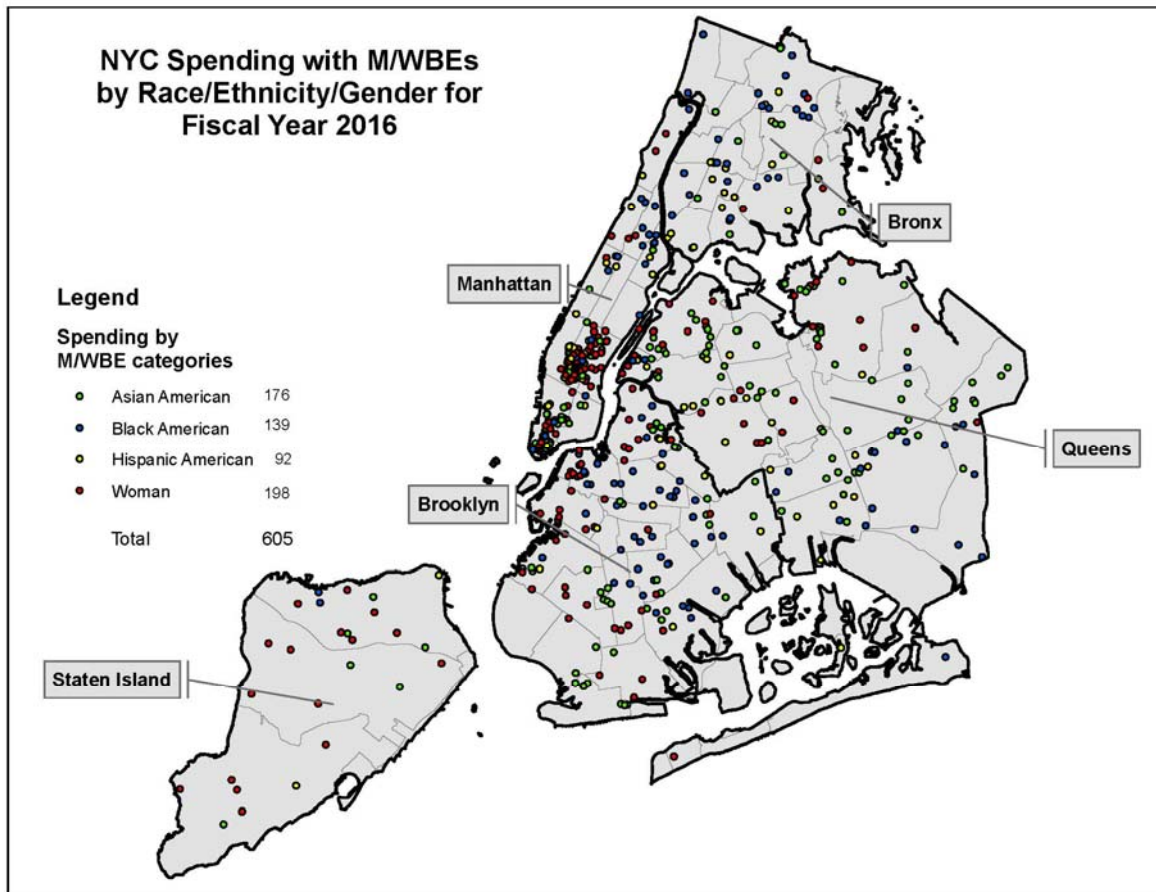 NYC Spending with M/WBEs
by Race/Ethnicity/Gender for
Fiscal Year 2016
Bronx
Manhattan
Legend
Spending by
M/WBE categories
Asian American 176
Black American 139
Hispanic American 92
Woman 198
Total 605
Queens
Brooklyn
Staten Island